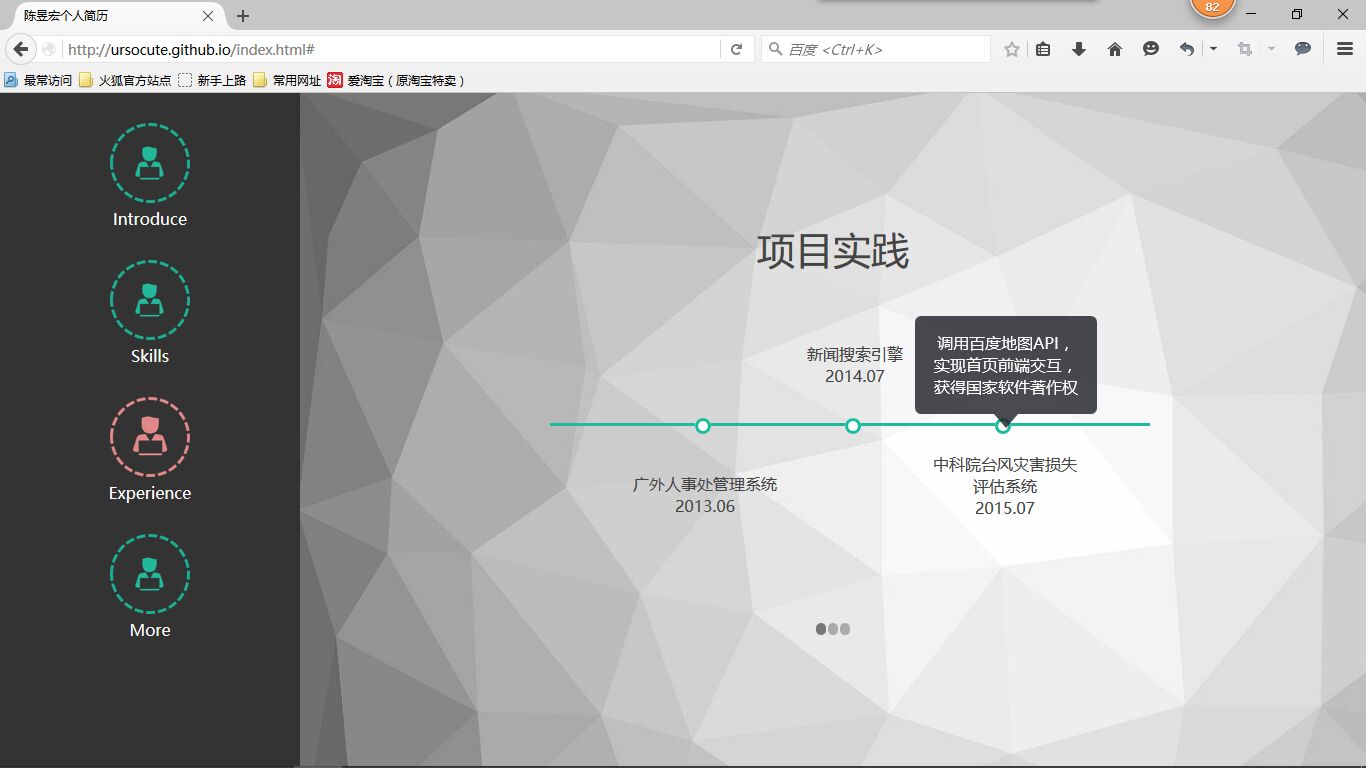 陈昱宏个人简历
82
http://ursocute.github.io/index.html#
百度 <Ctrl+K>
最常访问
火狐官方站点
新手上路
常用网址
淘
爱淘宝（原淘宝特卖）
Introduce
Skills
Experience
More
项目实践
新闻搜索引擎
2014.07
调用百度地图API，
实现首页前端交互，
获得国家软件著作权
广外人事处管理系统
2013.06
中科院台风灾害损失
评估系统
2015.07